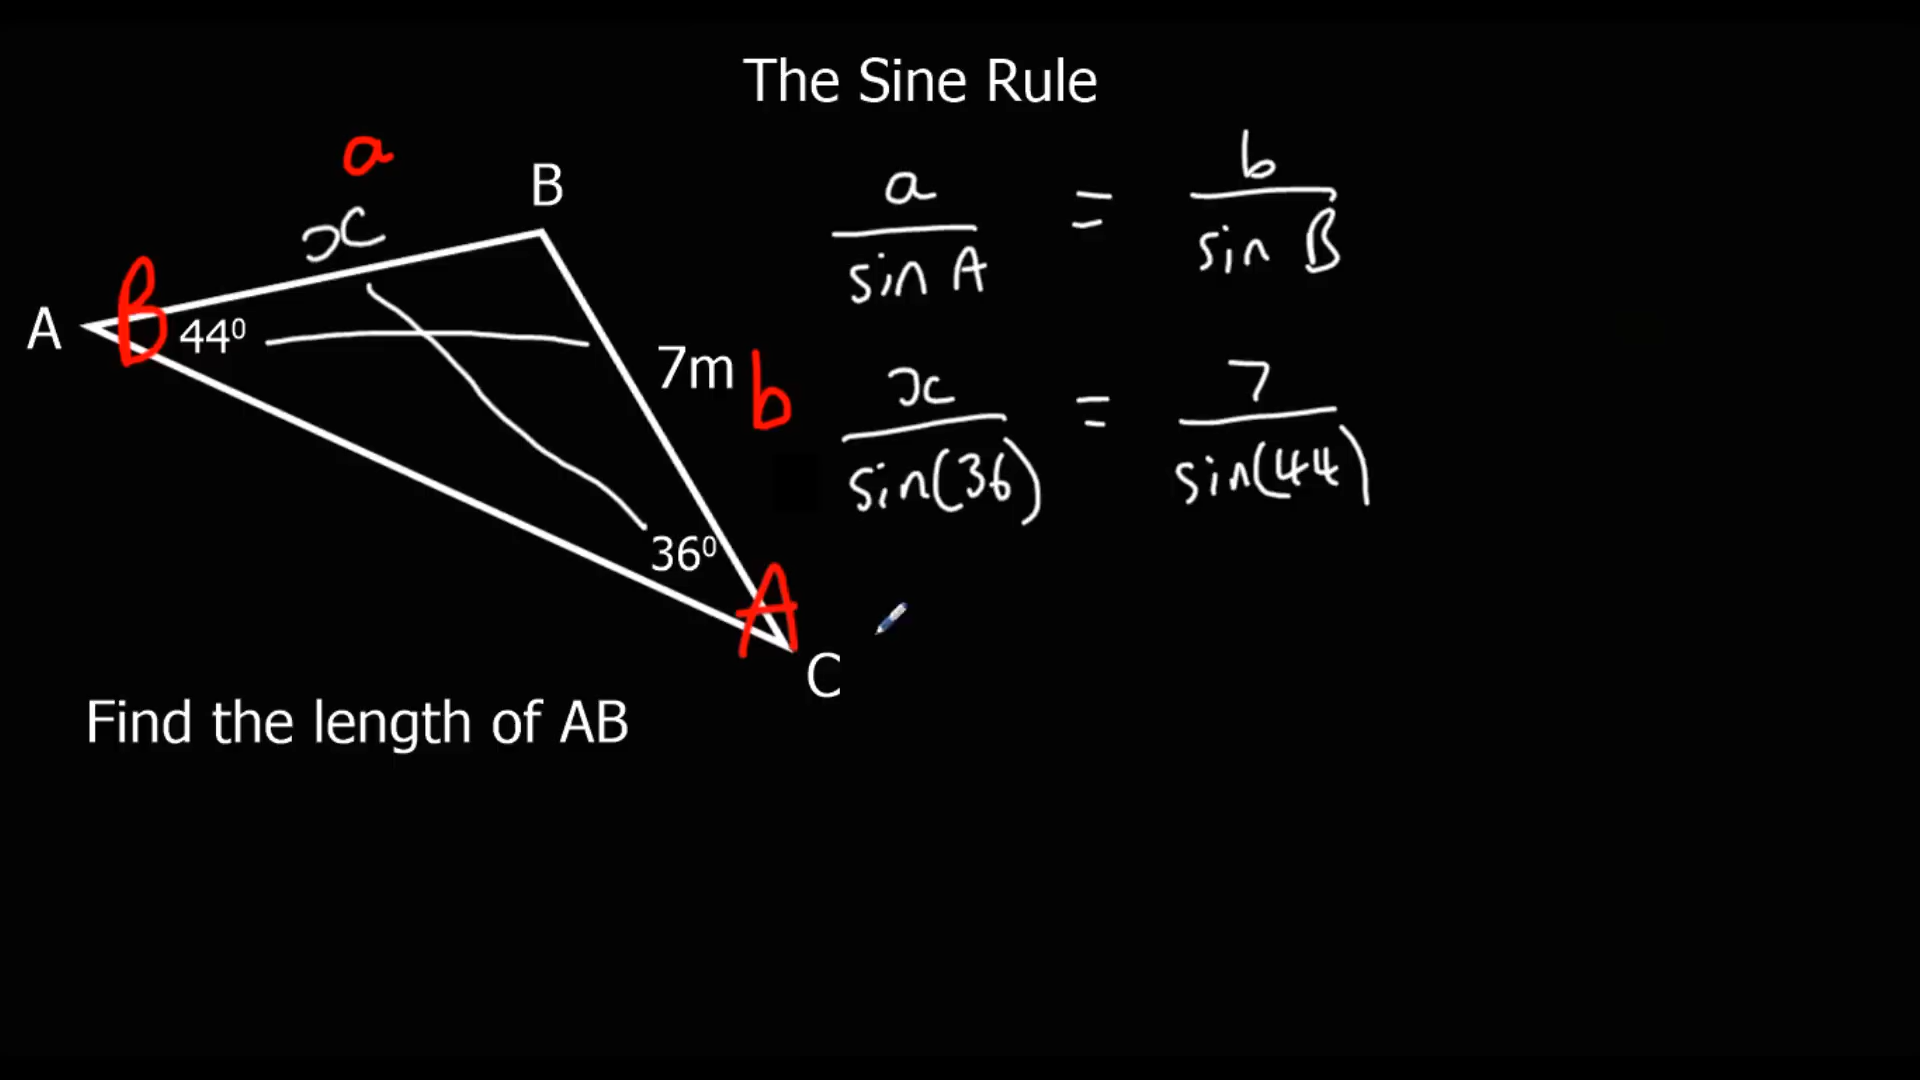 The Sine Rule
a
B
x
B
A
44⁰
7m
b
36⁰
A
C
Find the length of AB
a / sin A = b / sin B
x / sin(36) = 7 / sin(44)